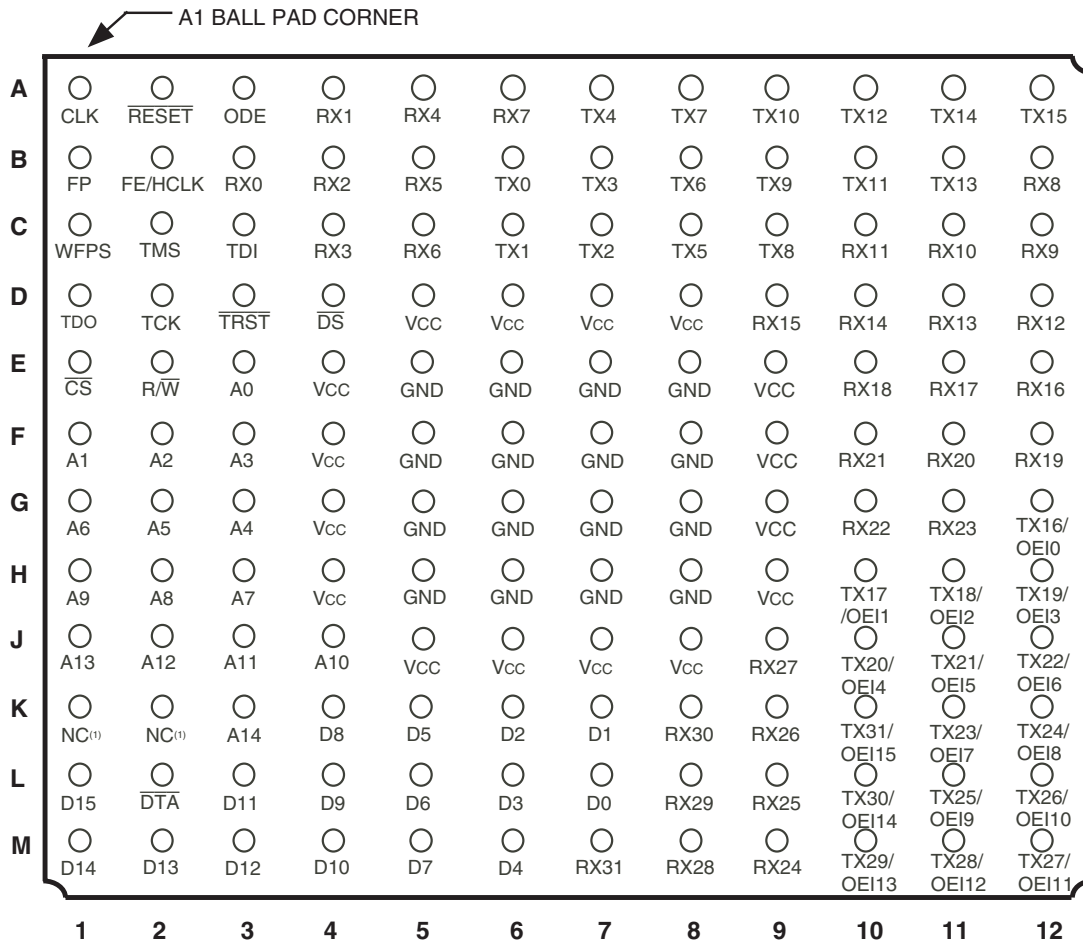 A1 BALL PAD CORNER
A
CLK RESET ODE RX1 RX4 RX7 TX4 TX7 TX10 TX12 TX14 TX15
B
FP FE/HCLK RX0 RX2 RX5 TX0 TX3 TX6 TX9 TX11 TX13 RX8
C
WFPS TMS TDI RX3 RX6 TX1 TX2 TX5 TX8 RX11 RX10 RX9
D
TDO TCK TRST DS VCC VCC VCC VCC RX15 RX14 RX13 RX12
E
CS R/W A0 VCC GND GND GND GND VCC RX18 RX17 RX16
F
A1 A2 A3 VCC GND GND GND GND VCC RX21 RX20 RX19
G
A6 A5 A4 VCC GND GND GND GND VCC RX22 RX23 TX16/
OEI0
H
A9 A8 A7 VCC GND GND GND GND VCC TX17 TX18/ TX19/
/OEI1 OEI2 OEI3
J
A13 A12 A11 A10 VCC VCC VCC VCC RX27 TX20/ TX21/ TX22/
OEI4 OEI5 OEI6
K
NC(1) NC(1) A14 D8 D5 D2 D1 RX30 RX26 TX31/ TX23/ TX24/
OEI15 OEI7 OEI8
L
D15 DTA D11 D9 D6 D3 D0 RX29 RX25 TX30/ TX25/ TX26/
OEI14 OEI9 OEI10
M
D14 D13 D12 D10 D7 D4 RX31 RX28 RX24 TX29/ TX28/ TX27/
OEI13 OEI12 OEI11
1 2 3 4 5 6 7 8 9 10 11 12